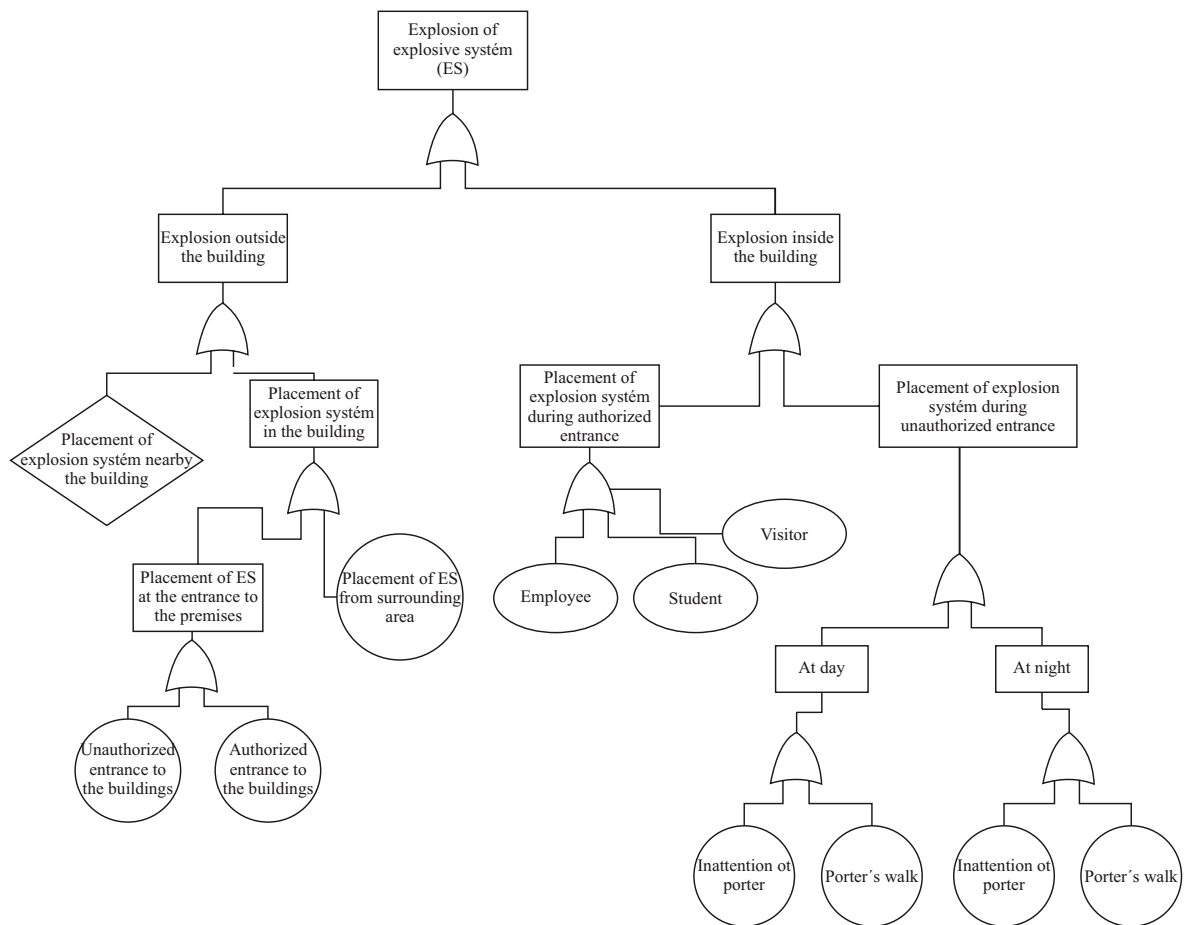 Explosion of
explosive systém
(ES)
Explosion outside
the building
Explosion inside
the building
Placement of
explosion systém nearby
the building
Placement of
explosion systém
in the building
Placement of
explosion systém
during authorized
entrance
Placement of explosion
systém during
unauthorized entrance
Visitor
Employee
Student
Placement of ES
at the entrance to
the premises
Placement of ES
from surrounding
area
At day
At night
Unauthorized
entrance to
the buildings
Authorized
entrance to
the buildings
Inattention ot
porter
Porter´s walk
Inattention ot
porter
Porter´s walk